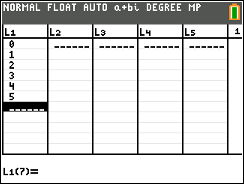 NORMAL FLOAT AUTO a+bi DEGREE MP
L1 L2 L3 L4 L5 1
0 ------ ------ ------ ------
1
2
3
4
5
------
L1(7)=